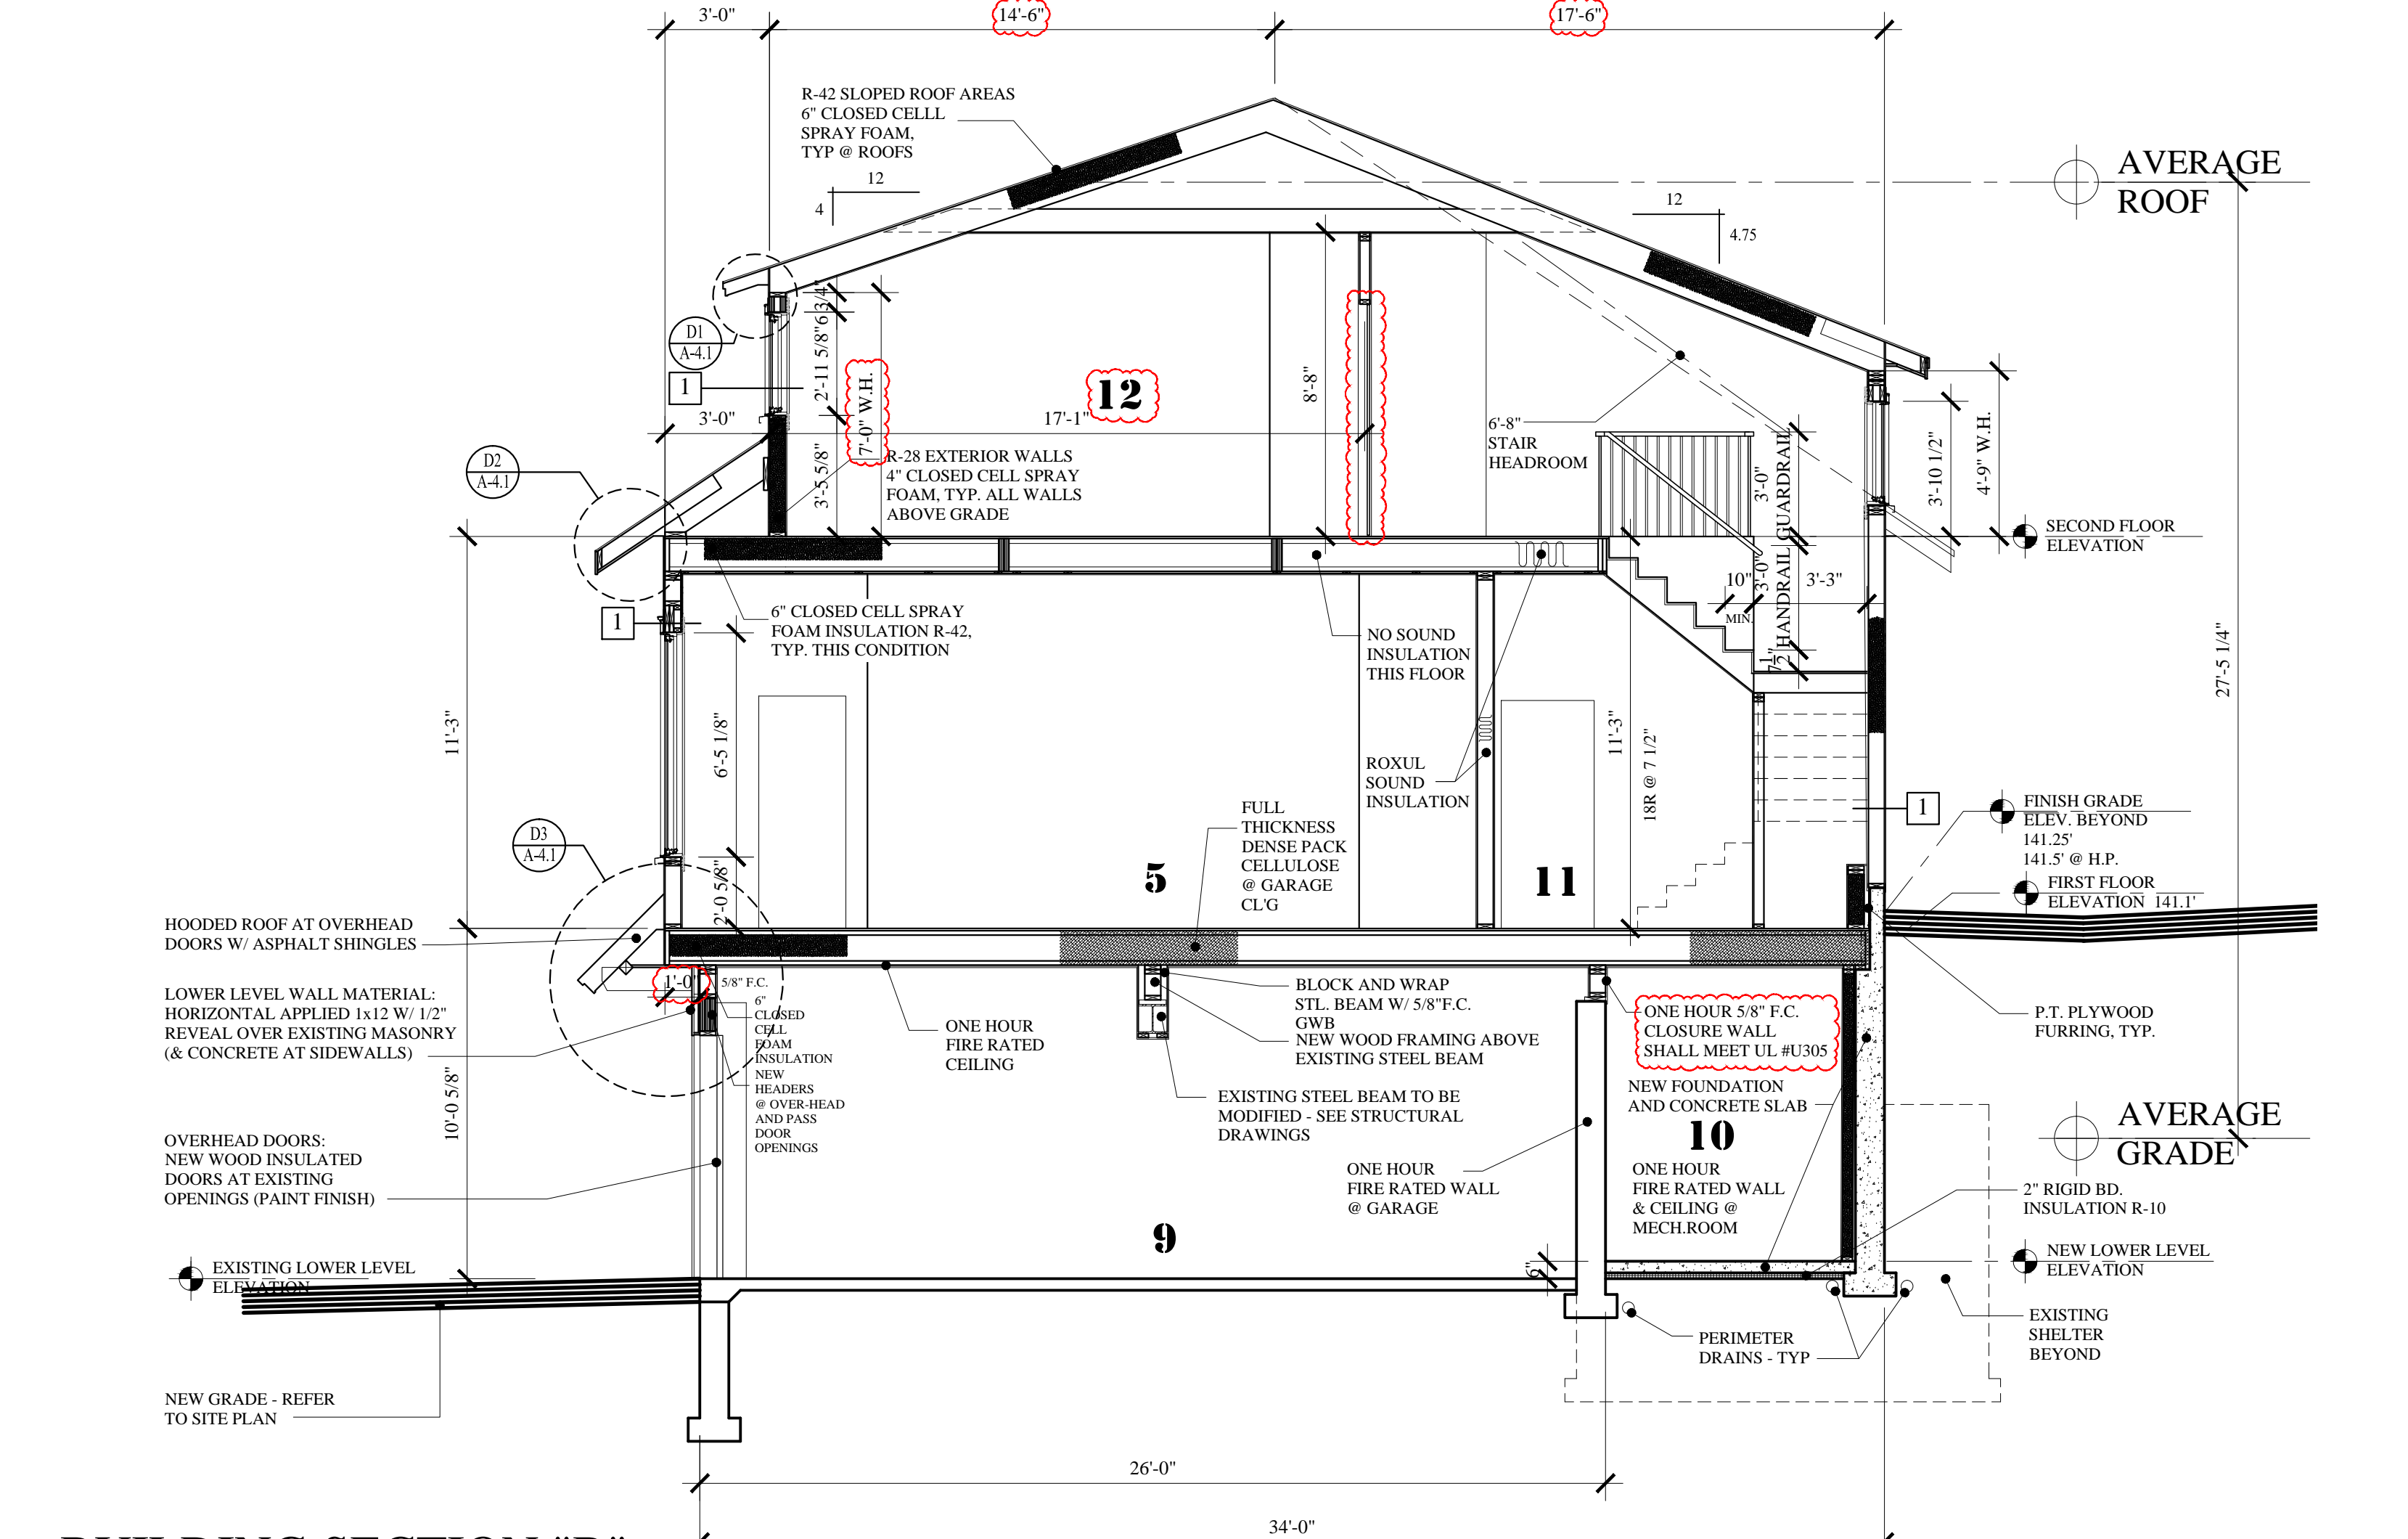 3'-0"
14'-6"
17'-6"
R-42 SLOPED ROOF AREAS
6" CLOSED CELLL
SPRAY FOAM,
TYP @ ROOFS
12
4
12
4.75
AVERAGE
ROOF
D1
A-4.1
1
6 3/4"
2'-11 5/8"
3'-5 5/8"
7'-0" W.H.
3'-0"
12
17'-1"
8'-8"
R-28 EXTERIOR WALLS
4" CLOSED CELL SPRAY
FOAM, TYP. ALL WALLS
ABOVE GRADE
6'-8"
STAIR
HEADROOM
3'-0"
GUARDRAIL
3'-10 1/2"
4'-9" W.H.
D2
A-4.1
SECOND FLOOR
ELEVATION
1
6" CLOSED CELL SPRAY
FOAM INSULATION R-42,
TYP. THIS CONDITION
NO SOUND
INSULATION
THIS FLOOR
10"
MIN.
3'-0"
HANDRAIL
3'-3"
7 1/2"
27'-5 1/4"
11'-3"
6'-5 1/8"
2'-0 5/8"
ROXUL
SOUND
INSULATION
11'-3"
18R @ 7 1/2"
FULL
THICKNESS
DENSE PACK
CELLULOSE
@ GARAGE
CL'G
5
11
1
FINISH GRADE
ELEV. BEYOND
141.25'
141.5' @ H.P.
FIRST FLOOR
ELEVATION 141.1'
D3
A-4.1
HOODED ROOF AT OVERHEAD
DOORS W/ ASPHALT SHINGLES
1'-0"
5/8" F.C.
6"
CLOSED
CELL
FOAM
INSULATION
NEW
HEADERS
@ OVER-HEAD
AND PASS
DOOR
OPENINGS
LOWER LEVEL WALL MATERIAL:
HORIZONTAL APPLIED 1x12 W/ 1/2"
REVEAL OVER EXISTING MASONRY
(& CONCRETE AT SIDEWALLS)
ONE HOUR
FIRE RATED
CEILING
BLOCK AND WRAP
STL. BEAM W/ 5/8"F.C.
GWB
NEW WOOD FRAMING ABOVE
EXISTING STEEL BEAM
EXISTING STEEL BEAM TO BE
MODIFIED - SEE STRUCTURAL
DRAWINGS
ONE HOUR 5/8" F.C.
CLOSURE WALL
SHALL MEET UL #U305
P.T. PLYWOOD
FURRING, TYP.
NEW FOUNDATION
AND CONCRETE SLAB
10
AVERAGE
GRADE
10'-0 5/8"
OVERHEAD DOORS:
NEW WOOD INSULATED
DOORS AT EXISTING
OPENINGS (PAINT FINISH)
ONE HOUR
FIRE RATED WALL
@ GARAGE
ONE HOUR
FIRE RATED WALL
& CEILING @
MECH.ROOM
2" RIGID BD.
INSULATION R-10
9
EXISTING LOWER LEVEL
ELEVATION
6"
NEW LOWER LEVEL
ELEVATION
PERIMETER
DRAINS - TYP
EXISTING
SHELTER
BEYOND
NEW GRADE - REFER
TO SITE PLAN
26'-0"
34'-0"
BUILDING SECTION "B"